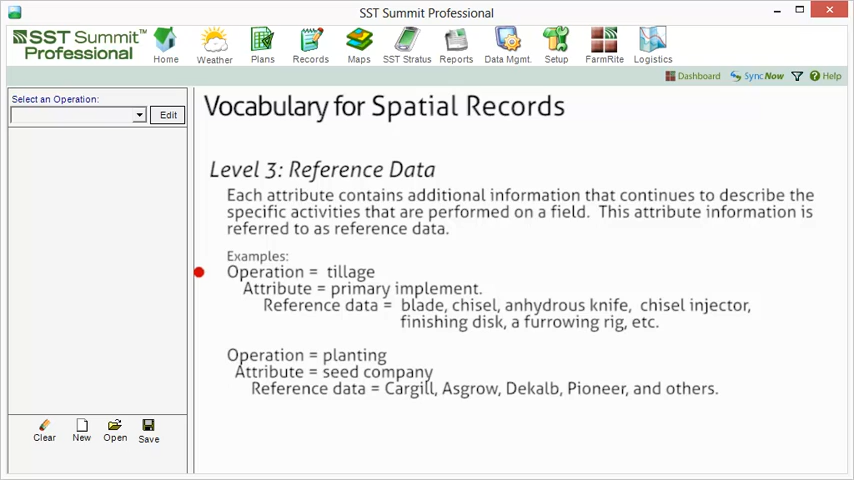 SST Summit Professional
SST Summit™
Professional
Home
Weather
Plans
Records
Maps
SST Status
Reports
Data Mgmt.
Setup
FarmRite
Logistics
Dashboard
SyncNow
Help
Select an Operation:
Edit
Vocabulary for Spatial Records
Level 3: Reference Data
Each attribute contains additional information that continues to describe the
specific activities that are performed on a field. This attribute information is
referred to as reference data.
Examples:
Operation = tillage
Attribute = primary implement.
Reference data = blade, chisel, anhydrous knife, chisel injector,
finishing disk, a furrowing rig, etc.
Operation = planting
Attribute = seed company
Reference data = Cargill, Asgrow, Dekalb, Pioneer, and others.
Clear
New
Open
Save